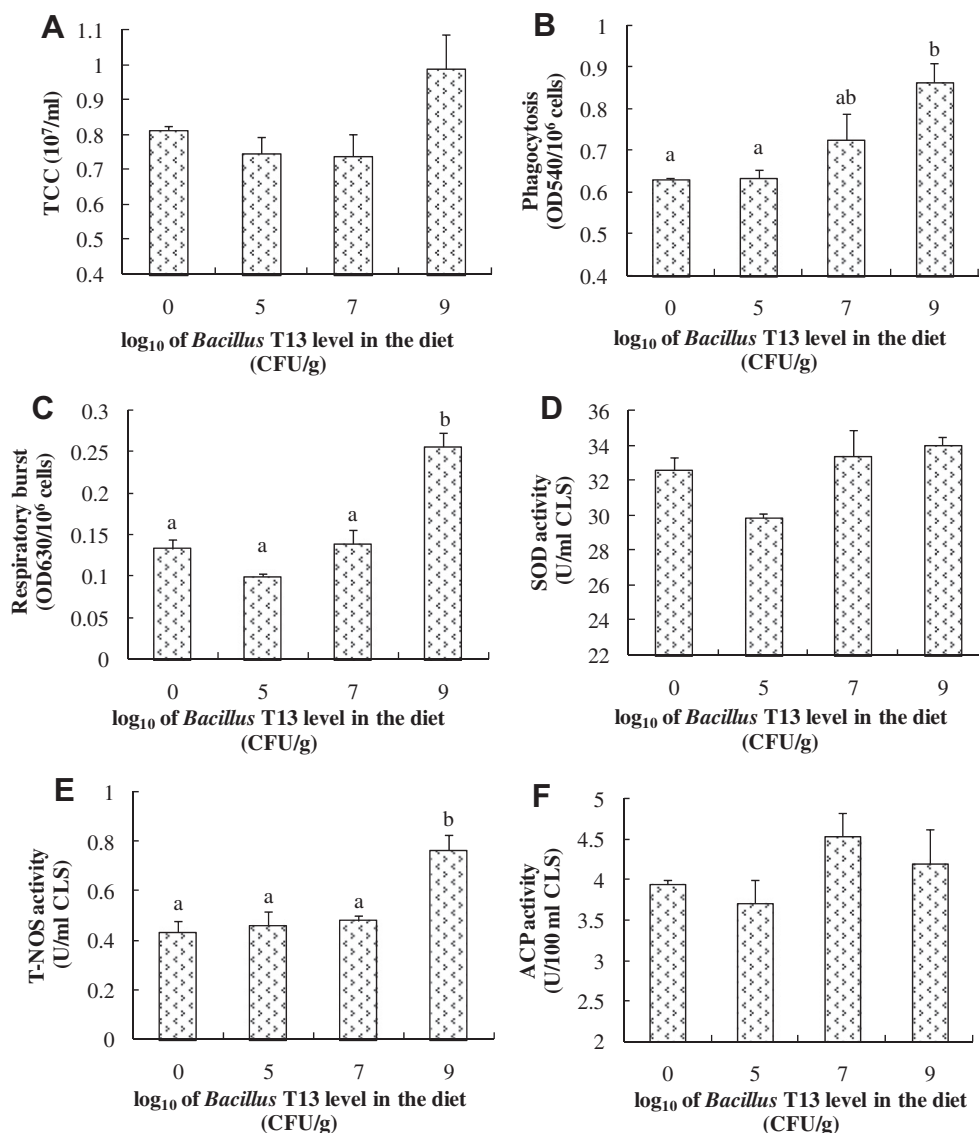 A
TCC (10⁷/ml)
1.1
1
0.9
0.8
0.7
0.6
0.5
0.4
0 5 7 9
log₁₀ of Bacillus T13 level in the diet
(CFU/g)
B
Phagocytosis
(OD540/10⁶ cells)
1
0.9
0.8
0.7
0.6
0.5
0.4
a a ab b
0 5 7 9
log₁₀ of Bacillus T13 level in the diet
(CFU/g)
C
Respiratory burst
(OD630/10⁶ cells)
0.3
0.25
0.2
0.15
0.1
0.05
0
a a a b
0 5 7 9
log₁₀ of Bacillus T13 level in the diet
(CFU/g)
D
SOD activity
(U/ml CLS)
36
34
32
30
28
26
24
22
0 5 7 9
log₁₀ of Bacillus T13 level in the diet
(CFU/g)
E
T-NOS activity
(U/ml CLS)
1
0.8
0.6
0.4
0.2
0
a a a b
0 5 7 9
log₁₀ of Bacillus T13 level in the diet
(CFU/g)
F
ACP activity
(U/100 ml CLS)
5
4.5
4
3.5
3
2.5
2
0 5 7 9
log₁₀ of Bacillus T13 level in the diet
(CFU/g)